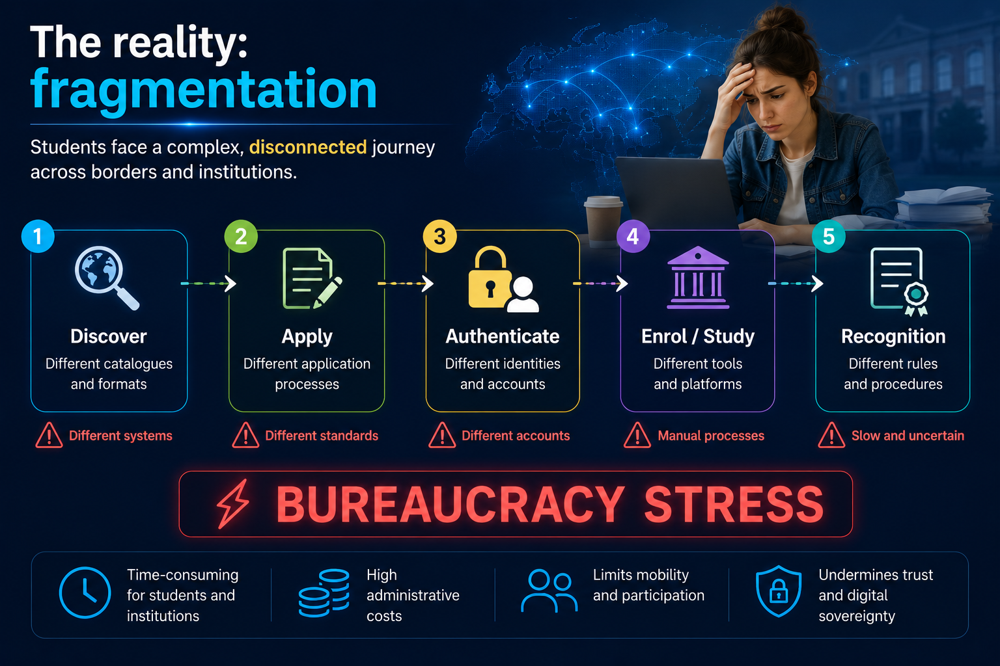 The reality:
fragmentation
Students face a complex, disconnected journey
across borders and institutions.
1
Discover
Different catalogues
and formats
Different systems
2
Apply
Different application
processes
Different standards
3
Authenticate
Different identities
and accounts
Different accounts
4
Enrol / Study
Different tools
and platforms
Manual processes
5
Recognition
Different rules
and procedures
Slow and uncertain
BUREAUCRACY STRESS
Time-consuming
for students and
institutions
High
administrative
costs
Limits mobility
and participation
Undermines trust
and digital
sovereignty